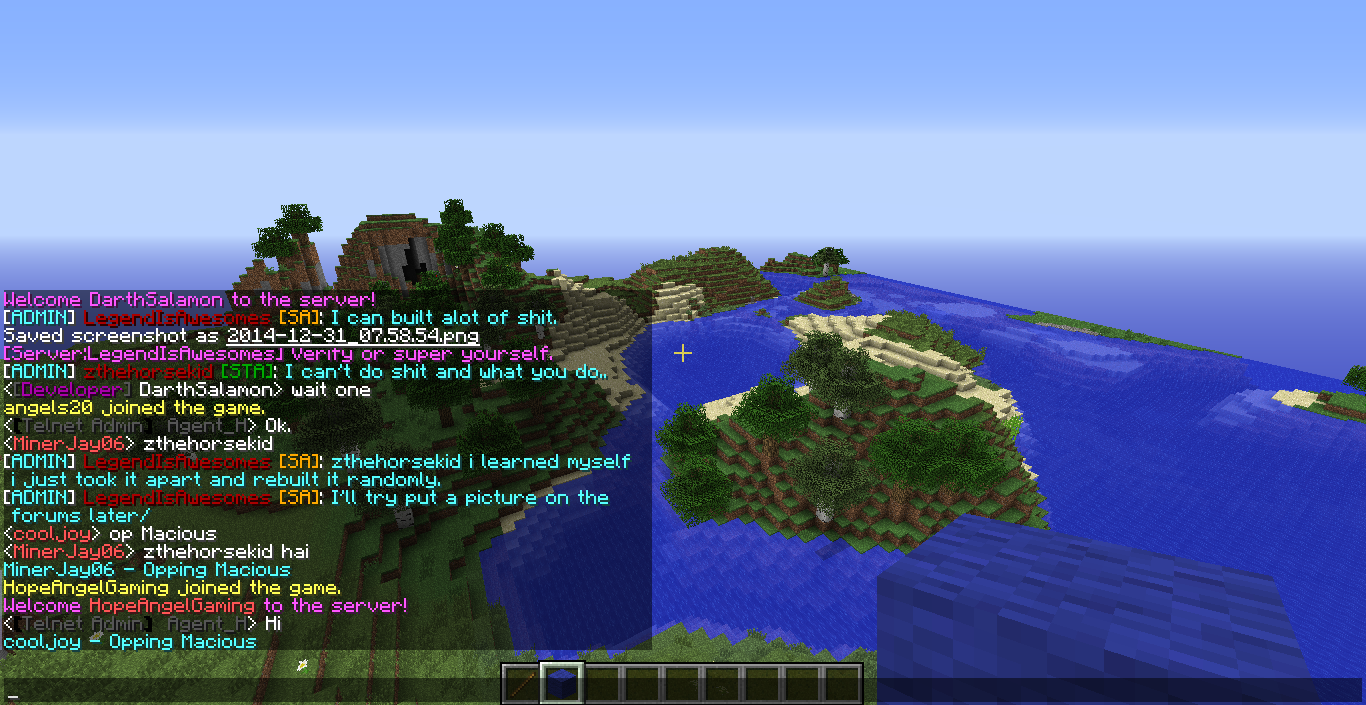 Welcome DarthSalamon to the server!
[ADMIN] LegendIsAwesomes [SA]: I can built alot of shit.
Saved screenshot as 2014-12-31_07.58.54.png
[Server:LegendIsAwesomes] Verify or super yourself.
[ADMIN] zthehorsekid [STA]: I can't do shit and what you do..
<[Developer] DarthSalamon> wait one
angels20 joined the game.
<[Telnet Admin] Agent_H> Ok.
<MinerJay06> zthehorsekid
[ADMIN] LegendIsAwesomes [SA]: zthehorsekid i learned myself
i just took it apart and rebuilt it randomly.
[ADMIN] LegendIsAwesomes [SA]: I'll try put a picture on the
forums later/
<cooljoy> op Macious
<MinerJay06> zthehorsekid hai
MinerJay06 - Opping Macious
HopeAngelGaming joined the game.
Welcome HopeAngelGaming to the server!
<[Telnet Admin] Agent_H> Hi
cooljoy - Opping Macious
_